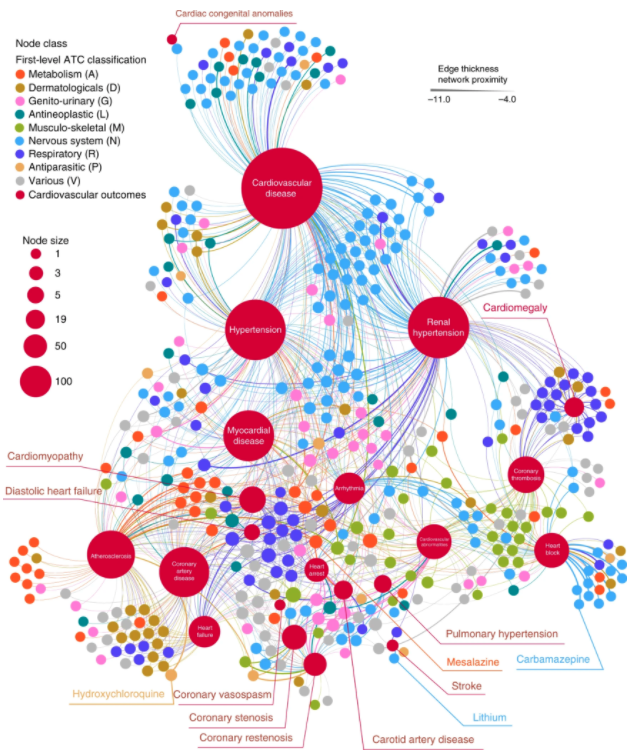 Cardiac congenital anomalies
Node class
First-level ATC classification
Metabolism (A)
Dermatologicals (D)
Genito-urinary (G)
Antineoplastic (L)
Musculo-skeletal (M)
Nervous system (N)
Respiratory (R)
Antiparasitic (P)
Various (V)
Cardiovascular outcomes
Edge thickness
network proximity
−11.0
−4.0
Node size
1
3
5
19
50
100
Cardiovascular
disease
Hypertension
Renal
hypertension
Cardiomegaly
Myocardial
disease
Cardiomyopathy
Diastolic heart failure
Arrhythmia
Coronary
thrombosis
Atherosclerosis
Coronary
artery
disease
Cardiovascular
abnormalities
Heart
block
Heart
arrest
Heart
failure
Pulmonary hypertension
Mesalazine
Carbamazepine
Hydroxychloroquine
Coronary vasospasm
Stroke
Coronary stenosis
Lithium
Coronary restenosis
Carotid artery disease